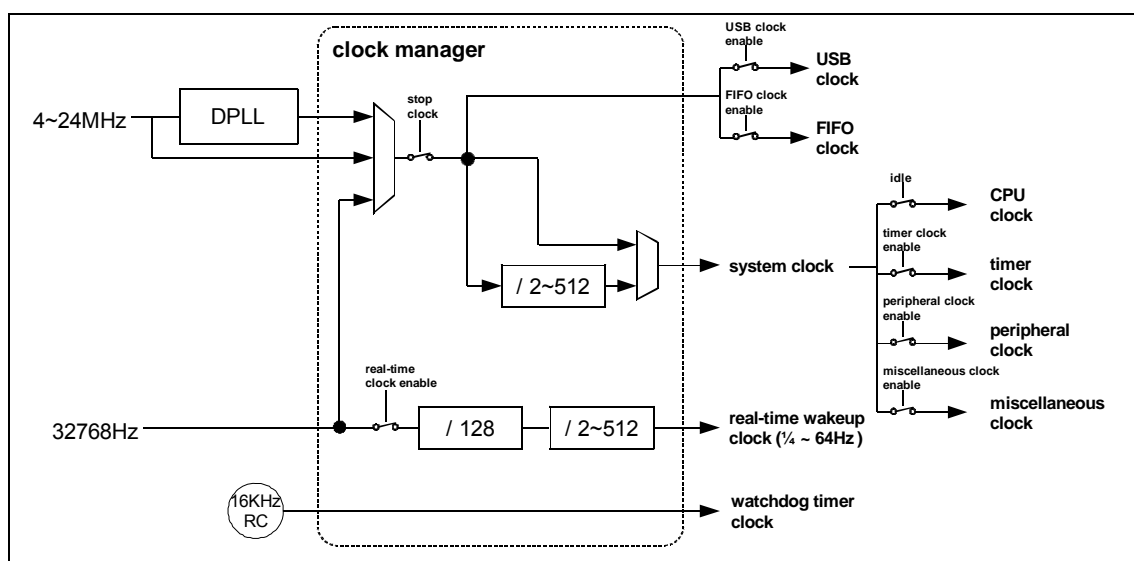 clock manager
USB clock
enable
USB
clock
4~24MHz
DPLL
stop
clock
FIFO clock
enable
FIFO
clock
idle
CPU
clock
timer clock
enable
timer
clock
system clock
/ 2~512
peripheral clock
enable
peripheral
clock
real-time
clock enable
miscellaneous clock
enable
miscellaneous
clock
32768Hz
/ 128
/ 2~512
real-time wakeup
clock (¼ ~ 64Hz )
16KHz
RC
watchdog timer
clock